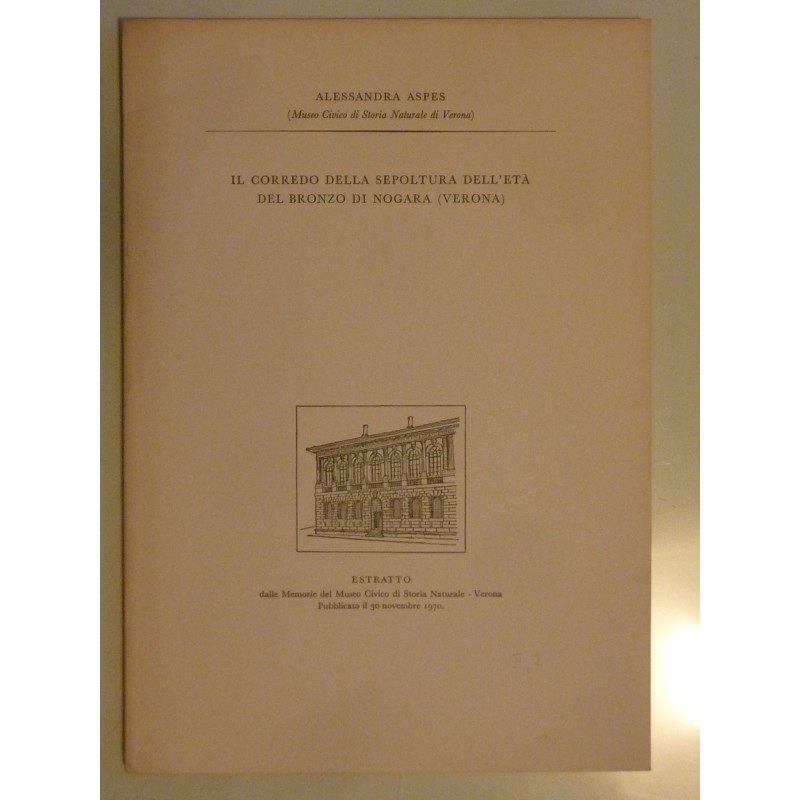 ALESSANDRA ASPES
(Museo Civico di Storia Naturale di Verona)
IL CORREDO DELLA SEPOLTURA DELL'ETÀ
DEL BRONZO DI NOGARA (VERONA)
ESTRATTO
dalle Memorie del Museo Civico di Storia Naturale - Verona
Pubblicato il 30 novembre 1970.